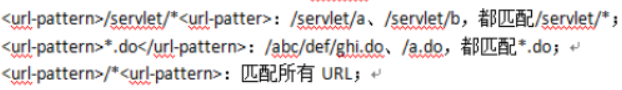 <url-pattern>/servlet/*<url-patter>：/servlet/a、/servlet/b，都匹配/servlet/*；
<url-pattern>*.do</url-pattern>：/abc/def/ghi.do、/a.do，都匹配*.do；
<url-pattern>/*<url-pattern>：匹配所有 URL；